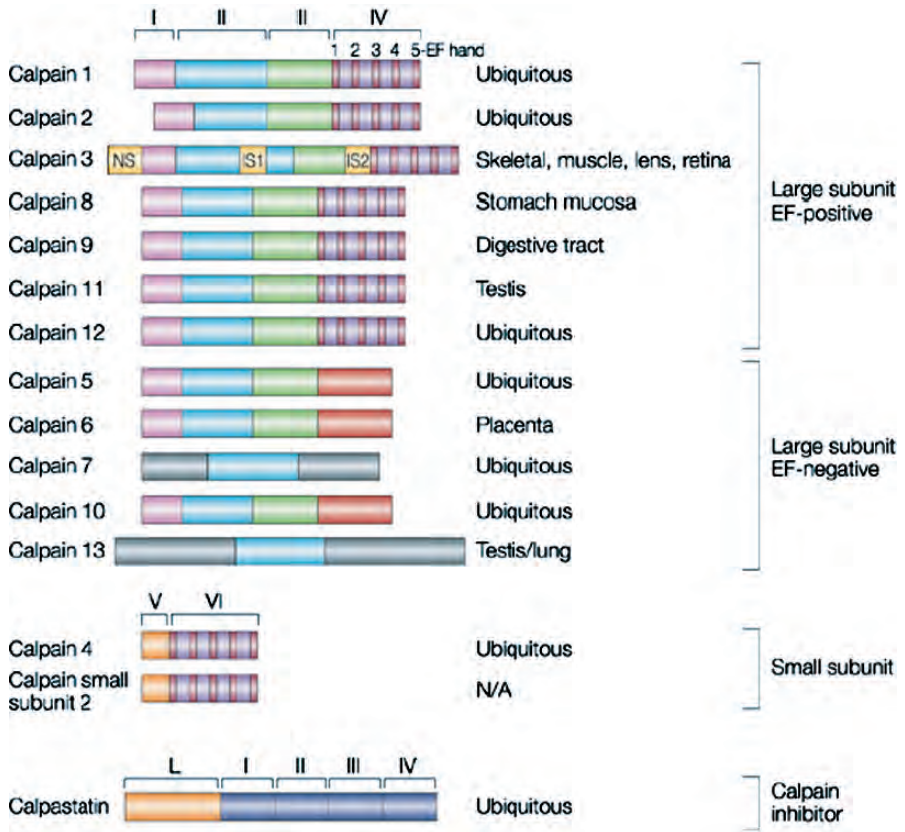 I II III IV
1 2 3 4 5-EF hand
Calpain 1 Ubiquitous
Calpain 2 Ubiquitous
Calpain 3 NS IS1 IS2 Skeletal, muscle, lens, retina
Calpain 8 Stomach mucosa
Large subunit
EF-positive
Calpain 9 Digestive tract
Calpain 11 Testis
Calpain 12 Ubiquitous
Calpain 5 Ubiquitous
Calpain 6 Placenta
Large subunit
EF-negative
Calpain 7 Ubiquitous
Calpain 10 Ubiquitous
Calpain 13 Testis/lung
V VI
Calpain 4 Ubiquitous
Small subunit
Calpain small
subunit 2 N/A
L I II III IV
Calpastatin Ubiquitous
Calpain
inhibitor